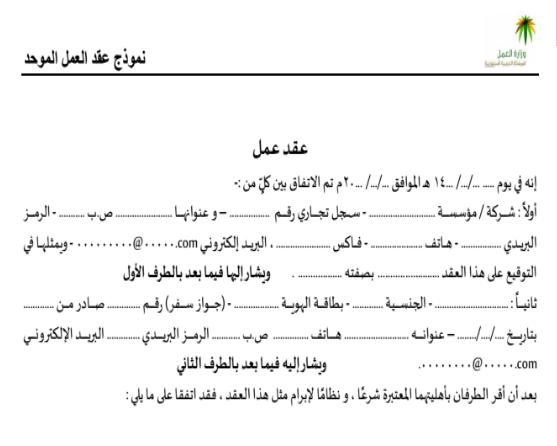 وزارة العمل
المملكة العربية السعودية
نموذج عقد العمل الموحد
عقد عمل
إنه في يوم ..... .../.../ ...١٤ هـ الموافق .../.../ ...٢٠م تم الاتفاق بين كلٍّ من :-
أولاً : شركة / مؤسسة ...................... - سجل تجاري رقم ............. – و عنوانها ................... ص.ب ......... - الرمز
البريدي ............. - هاتف ................. - فاكس .................. ، البريد إلكتروني com.....@......... - ويمثلها في
التوقيع على هذا العقد ..................... بصفته ............... . ويشار إليها فيما بعد بالطرف الأول
ثانياً : ......................... - الجنسية ........... - بطاقة الهوية ............... - (جواز سفر) رقم ........... صادر من ...........
بتاريخ .../.../...... – عنوانه ...................... هاتف ............ ص.ب ......... الرمز البريدي ........... البريد الإلكتروني
com.....@.........  ويشار إليه فيما بعد بالطرف الثاني
بعد أن أقر الطرفان بأهليتهما المعتبرة شرعًا ، و نظامًا لإبرام مثل هذا العقد ، فقد اتفقا على ما يلي :